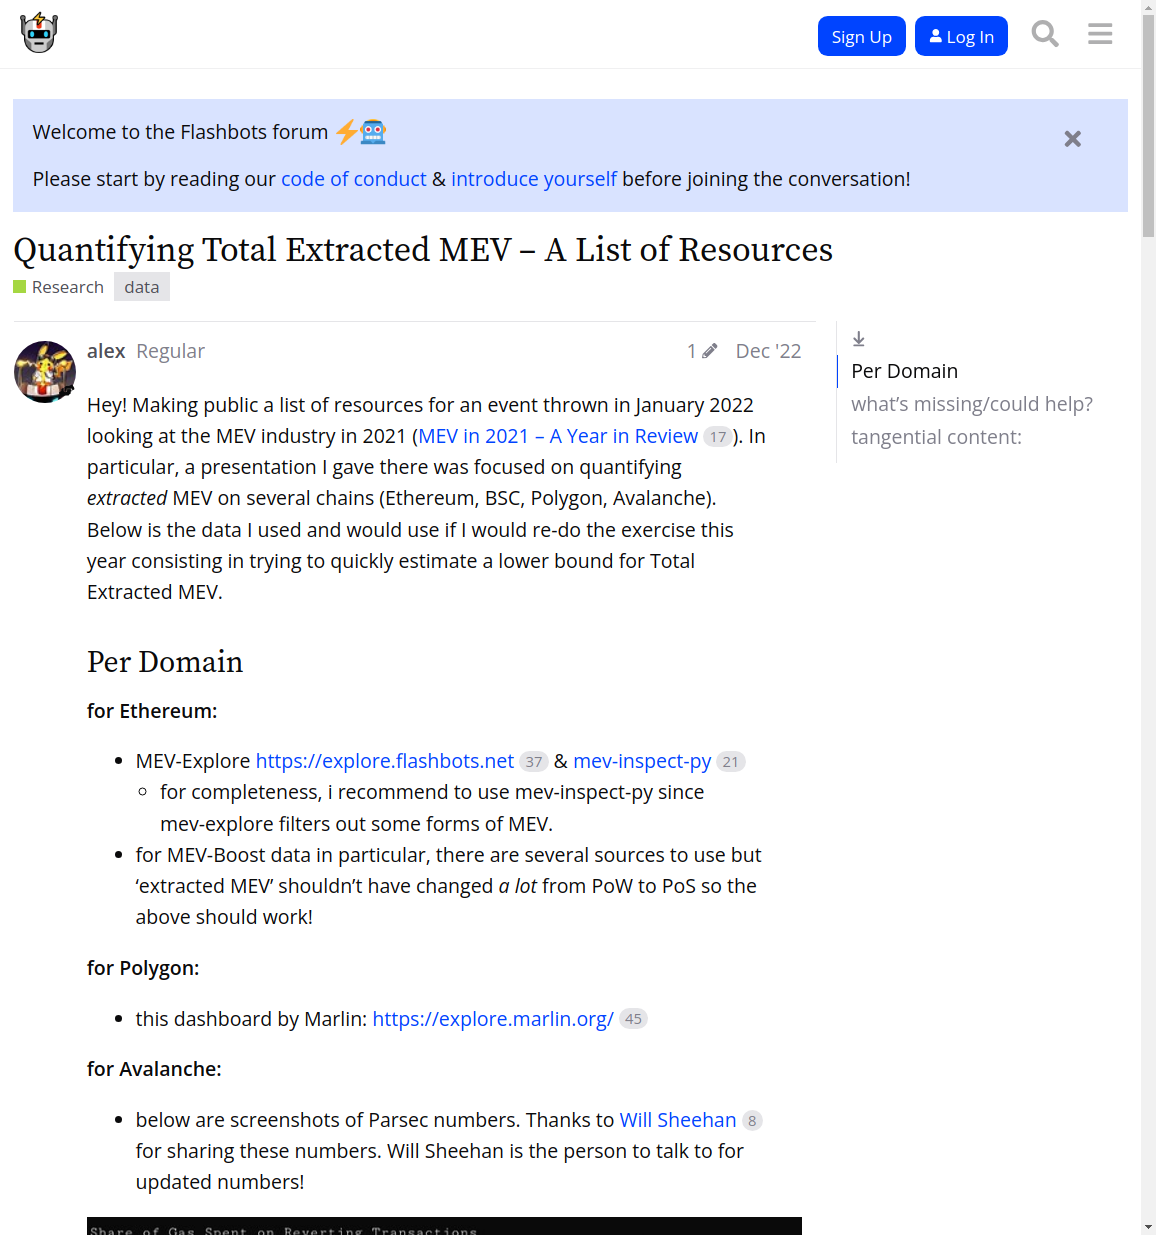 Sign Up
Log In
Welcome to the Flashbots forum
Please start by reading our code of conduct & introduce yourself before joining the conversation!
Quantifying Total Extracted MEV – A List of Resources
Research data
alex Regular 1 Dec '22
Hey! Making public a list of resources for an event thrown in January 2022
looking at the MEV industry in 2021 (MEV in 2021 – A Year in Review 17). In
particular, a presentation I gave there was focused on quantifying
extracted MEV on several chains (Ethereum, BSC, Polygon, Avalanche).
Below is the data I used and would use if I would re-do the exercise this
year consisting in trying to quickly estimate a lower bound for Total
Extracted MEV.
Per Domain
for Ethereum:
MEV-Explore https://explore.flashbots.net 37 & mev-inspect-py 21
for completeness, i recommend to use mev-inspect-py since
mev-explore filters out some forms of MEV.
for MEV-Boost data in particular, there are several sources to use but
‘extracted MEV’ shouldn’t have changed a lot from PoW to PoS so the
above should work!
for Polygon:
this dashboard by Marlin: https://explore.marlin.org/ 45
for Avalanche:
below are screenshots of Parsec numbers. Thanks to Will Sheehan 8
for sharing these numbers. Will Sheehan is the person to talk to for
updated numbers!
Share of Gas Spent on Reverting Transactions
Per Domain
what’s missing/could help?
tangential content: